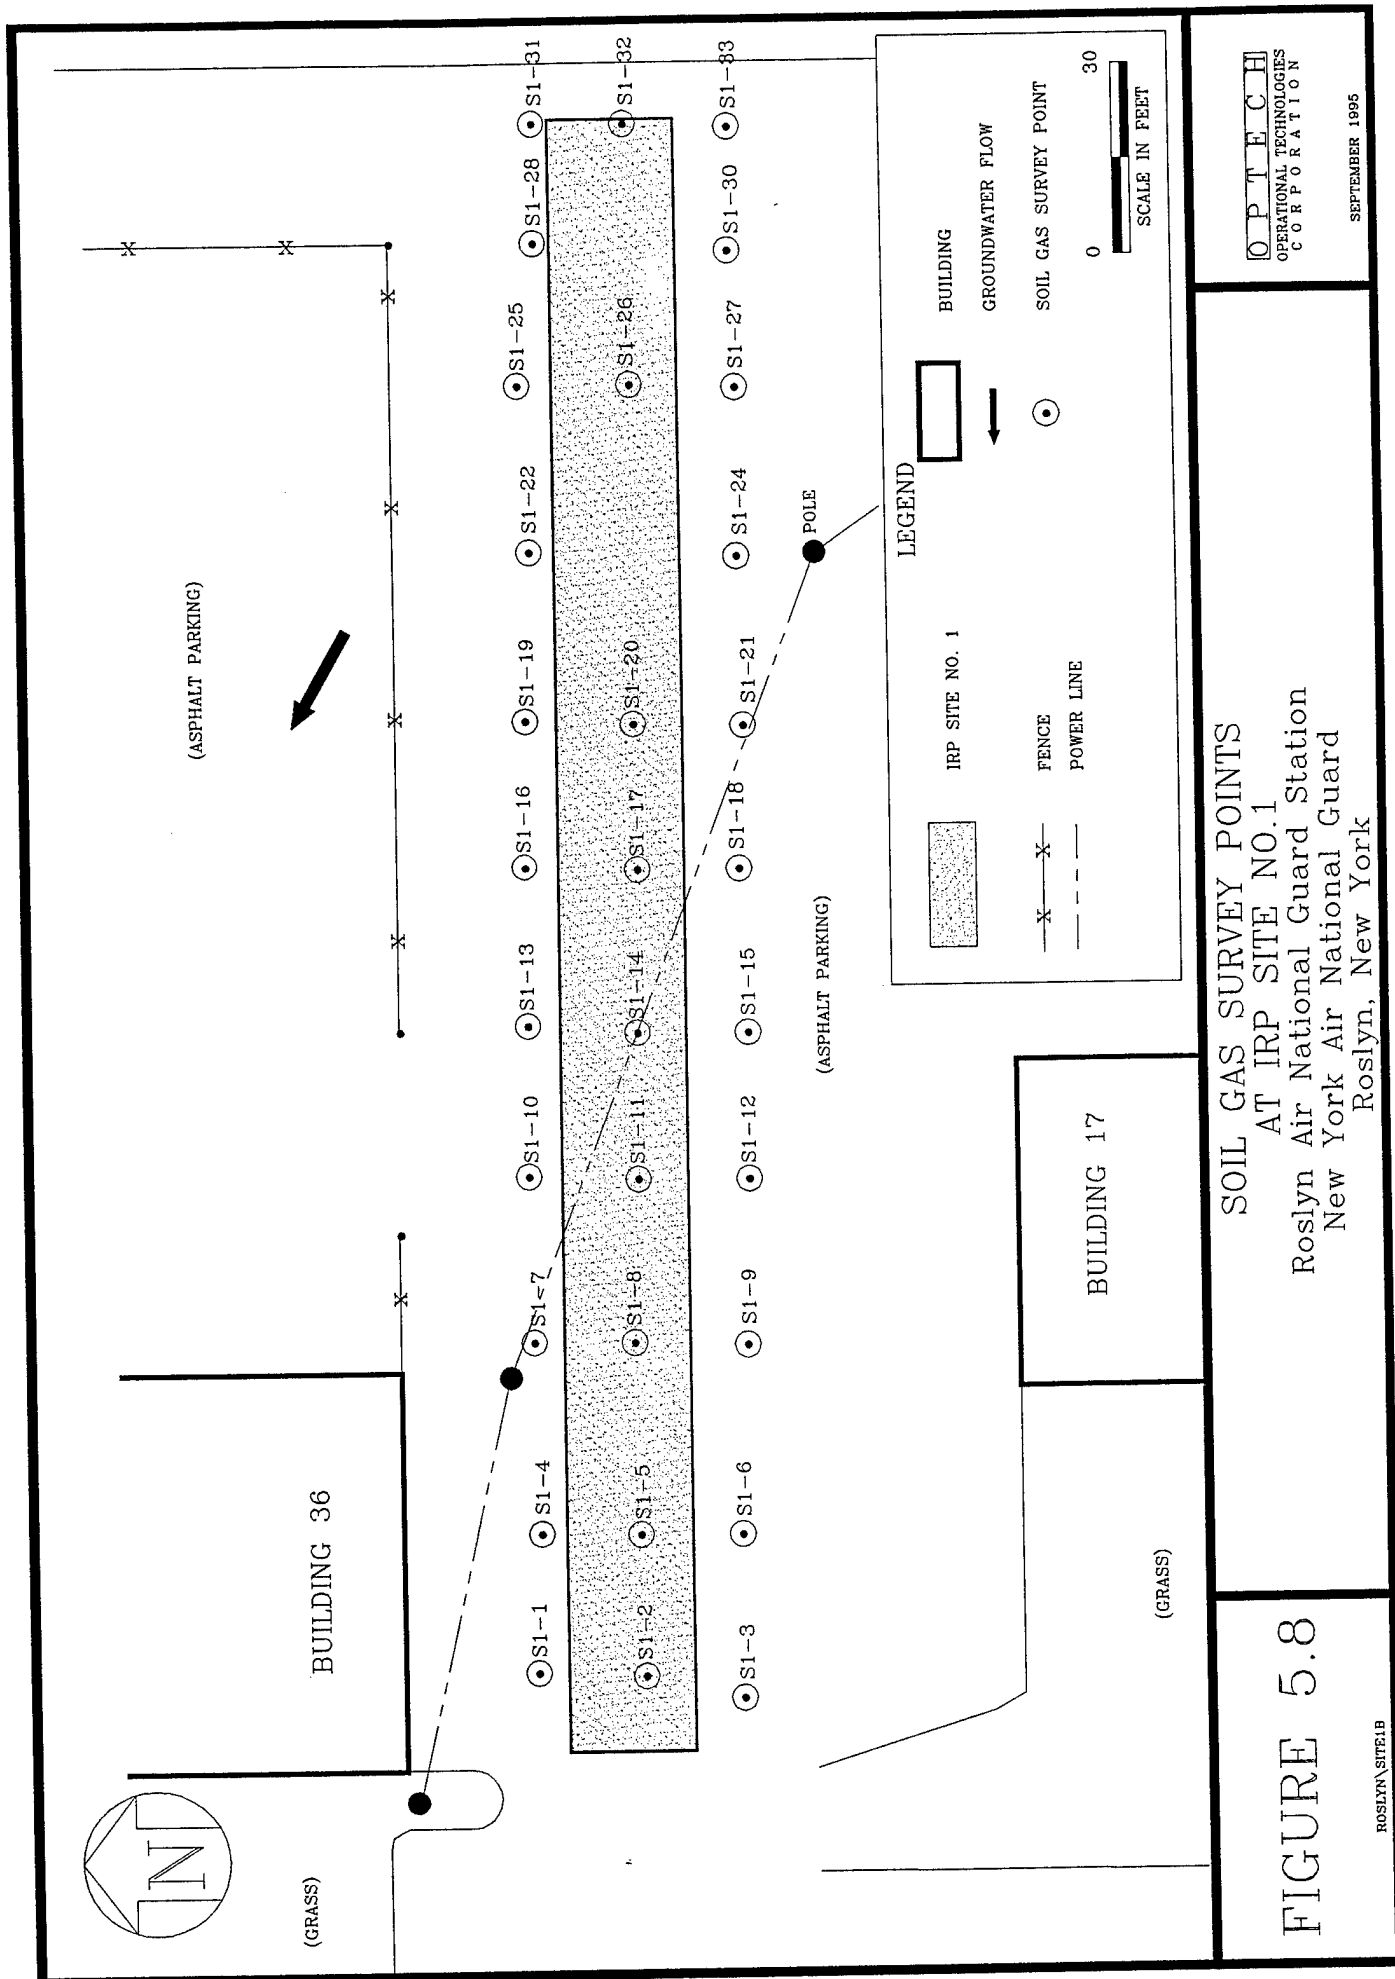 N
(GRASS)
BUILDING 36
(ASPHALT PARKING)
X
X
X
X
X
X
X
X
S1-1
S1-4
S1-7
S1-10
S1-13
S1-16
S1-19
S1-22
S1-25
S1-28
S1-31
S1-2
S1-5
S1-8
S1-11
S1-14
S1-17
S1-20
S1-26
S1-32
S1-3
S1-6
S1-9
S1-12
S1-15
S1-18
S1-21
S1-24
S1-27
S1-30
S1-33
POLE
(ASPHALT PARKING)
BUILDING 17
(GRASS)
LEGEND
IRP SITE NO. 1
BUILDING
GROUNDWATER FLOW
X
X
FENCE
SOIL GAS SURVEY POINT
POWER LINE
0
30
SCALE IN FEET
FIGURE 5.8
ROSLYN\SITE1B
SOIL GAS SURVEY POINTS
AT IRP SITE NO.1
Roslyn Air National Guard Station
New York Air National Guard
Roslyn, New York
OPTECH
OPERATIONAL TECHNOLOGIES
CORPORATION
SEPTEMBER 1995